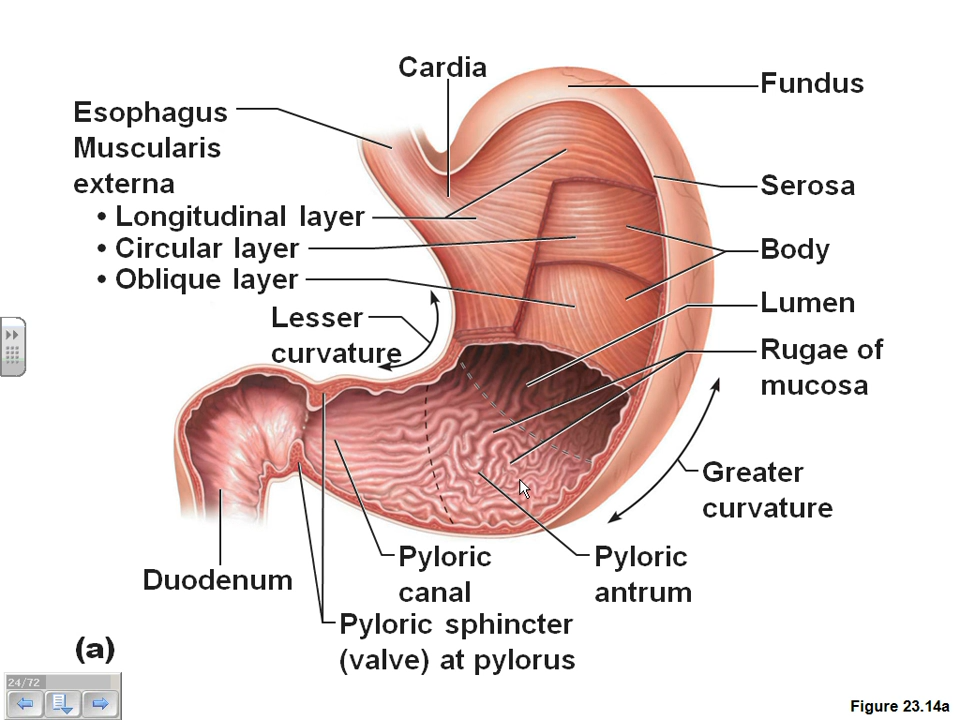 Cardia
Fundus
Esophagus
Muscularis
externa
• Longitudinal layer
• Circular layer
• Oblique layer
Serosa
Body
Lumen
Lesser
curvature
Rugae of
mucosa
Greater
curvature
Duodenum
Pyloric
canal
Pyloric
antrum
Pyloric sphincter
(valve) at pylorus
(a)
24/72
Figure 23.14a